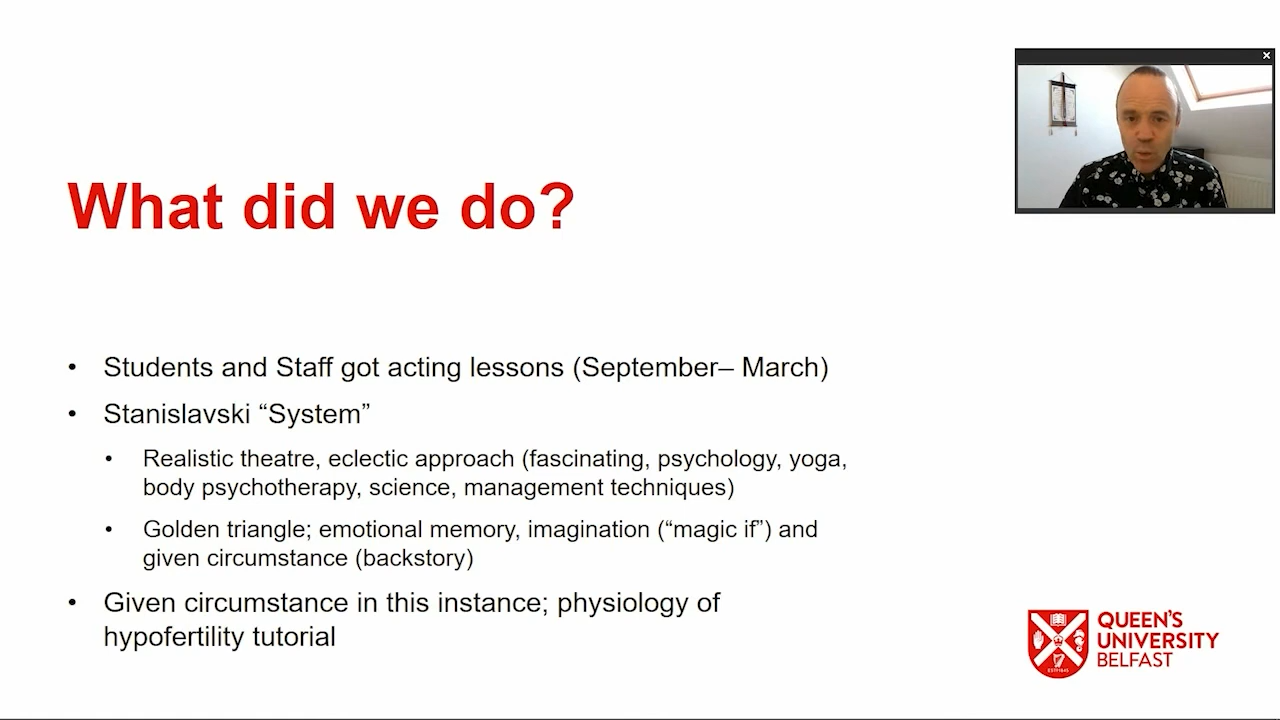 What did we do?
• Students and Staff got acting lessons (September– March)
• Stanislavski “System”
• Realistic theatre, eclectic approach (fascinating, psychology, yoga,
body psychotherapy, science, management techniques)
• Golden triangle; emotional memory, imagination (“magic if”) and
given circumstance (backstory)
• Given circumstance in this instance; physiology of
hypofertility tutorial
QUEEN'S
UNIVERSITY
BELFAST